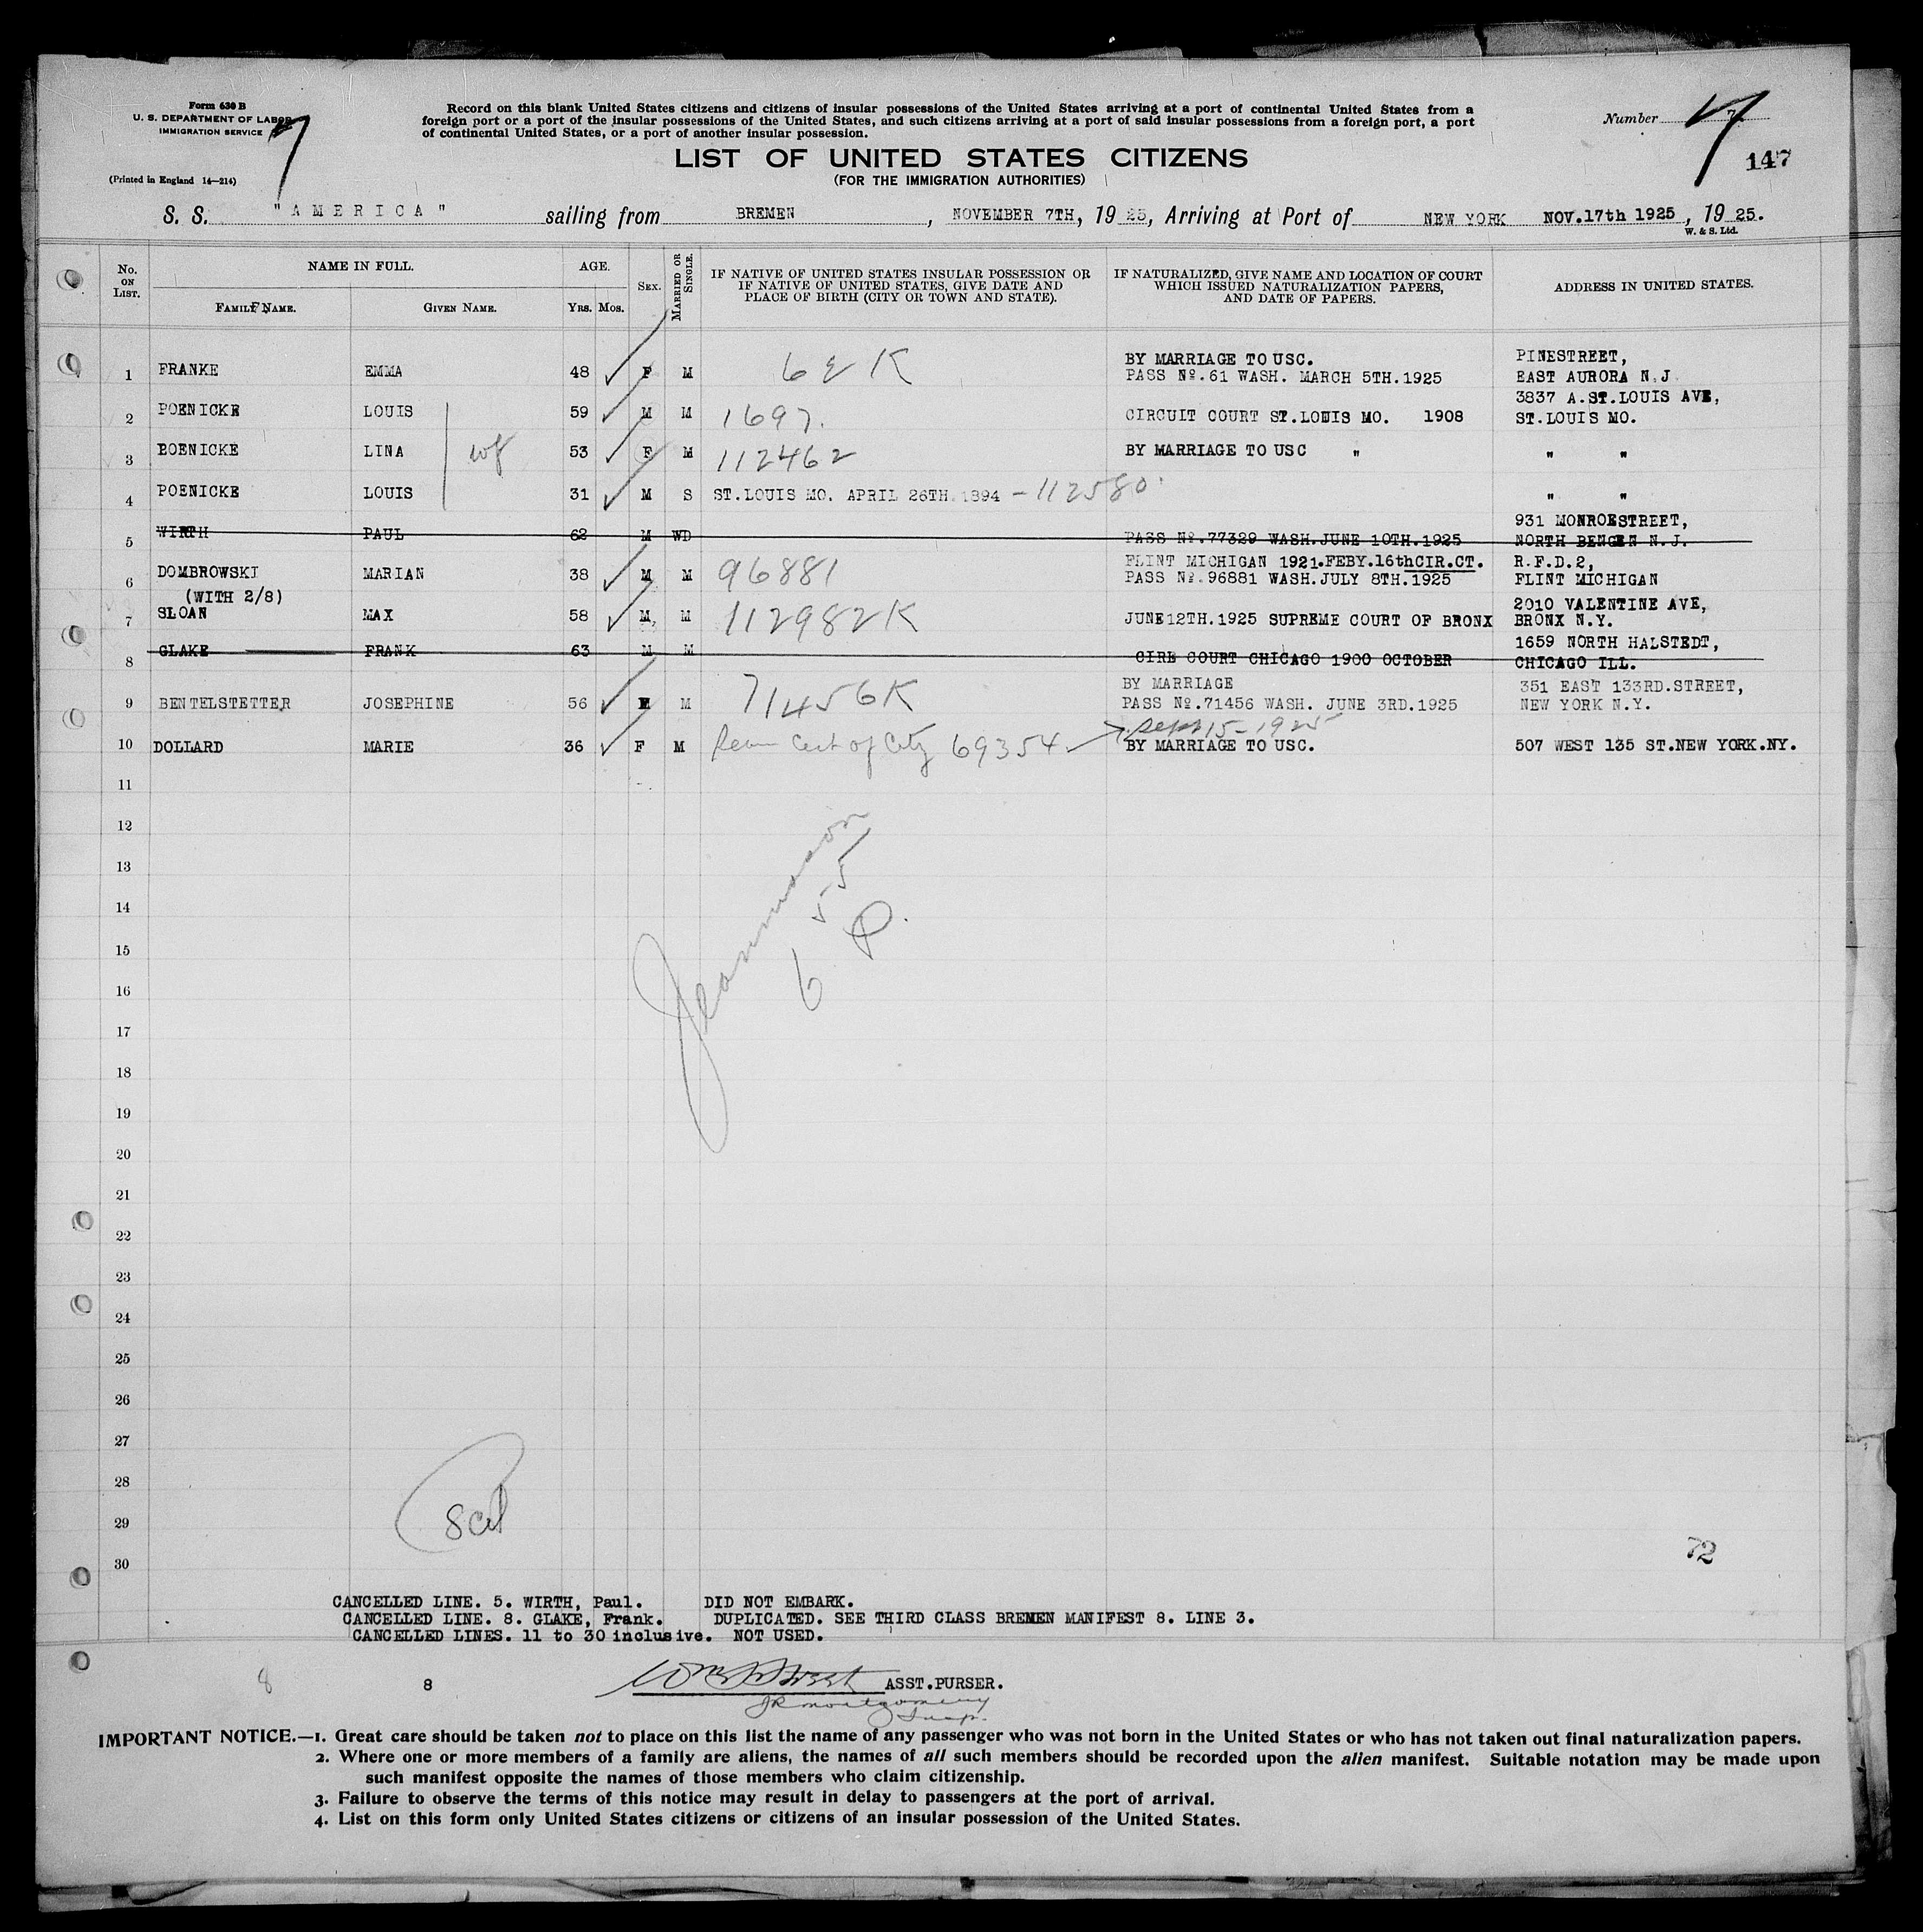 Form 630 B
U. S. DEPARTMENT OF LABOR
IMMIGRATION SERVICE
7
(Printed in England 14—214)
Record on this blank United States citizens and citizens of insular possessions of the United States arriving at a port of continental United States from a
foreign port or a port of the insular possessions of the United States, and such citizens arriving at a port of said insular possessions from a foreign port, a port
of continental United States, or a port of another insular possession.
Number 7
7
147
LIST OF UNITED STATES CITIZENS
(FOR THE IMMIGRATION AUTHORITIES)
S. S. "AMERICA" sailing from BREMEN, NOVEMBER 7TH, 19 25, Arriving at Port of NEW YORK NOV.17th 1925, 19 25.
W. & S. Ltd.
No. ON LIST. NAME IN FULL. AGE. SEX. MARRIED OR SINGLE. IF NATIVE OF UNITED STATES INSULAR POSSESSION OR IF NATIVE OF UNITED STATES, GIVE DATE AND PLACE OF BIRTH (CITY OR TOWN AND STATE). IF NATURALIZED, GIVE NAME AND LOCATION OF COURT WHICH ISSUED NATURALIZATION PAPERS, AND DATE OF PAPERS. ADDRESS IN UNITED STATES.
FAMILY NAME. GIVEN NAME. YRS. MOS.
1 FRANKE EMMA 48 F M BY MARRIAGE TO USC. PASS No.61 WASH. MARCH 5TH.1925 PINESTREET, EAST AURORA N.J
2 POENICKE LOUIS 59 M M 1697. CIRCUIT COURT ST.LOUIS MO. 1908 3837 A.ST.LOUIS AVE, ST.LOUIS MO.
3 POENICKE LINA wf 53 F M 112462 BY MARRIAGE TO USC " " "
4 POENICKE LOUIS 31 M S ST.LOUIS MO. APRIL 26TH.1894 - 112580 " "
5 WIRTH PAUL 62 M WD PASS No.77329 WASH.JUNE 10TH.1925 931 MONROESTREET, NORTH BENGEN N.J.
6 DOMBROWSKI MARIAN 38 M M 96881 FLINT MICHIGAN 1921.FEBY.16thCIR.CT. PASS No.96881 WASH.JULY 8TH.1925 R.F.D.2, FLINT MICHIGAN
(WITH 2/8)
7 SLOAN MAX 58 M M 112982K JUNE12TH.1925 SUPREME COURT OF BRONX 2010 VALENTINE AVE, BRONX N.Y.
8 GLAKE FRANK 63 M M CIRE COURT CHICAGO 1900 OCTOBER 1659 NORTH HALSTEDT, CHICAGO ILL.
9 BENTELSTETTER JOSEPHINE 56 F M 71456K BY MARRIAGE PASS No.71456 WASH. JUNE 3RD.1925 351 EAST 133RD.STREET, NEW YORK N.Y.
Sept 15-1925
10 DOLLARD MARIE 36 F M Cert of City 69354 BY MARRIAGE TO USC. 507 WEST 135 ST.NEW YORK.NY.
11
12
13
14
15
16
17
18
19
20
21
22
23
24
25
26
27
28
29
30
72
CANCELLED LINE. 5. WIRTH, Paul. DID NOT EMBARK.
CANCELLED LINE. 8. GLAKE, Frank. DUPLICATED. SEE THIRD CLASS BREMEN MANIFEST 8. LINE 3.
CANCELLED LINES. 11 to 30 inclusive. NOT USED.
8 8 ASST.PURSER.
JR Montgomery
Insp.
IMPORTANT NOTICE.—1. Great care should be taken not to place on this list the name of any passenger who was not born in the United States or who has not taken out final naturalization papers.
2. Where one or more members of a family are aliens, the names of all such members should be recorded upon the alien manifest. Suitable notation may be made upon
such manifest opposite the names of those members who claim citizenship.
3. Failure to observe the terms of this notice may result in delay to passengers at the port of arrival.
4. List on this form only United States citizens or citizens of an insular possession of the United States.